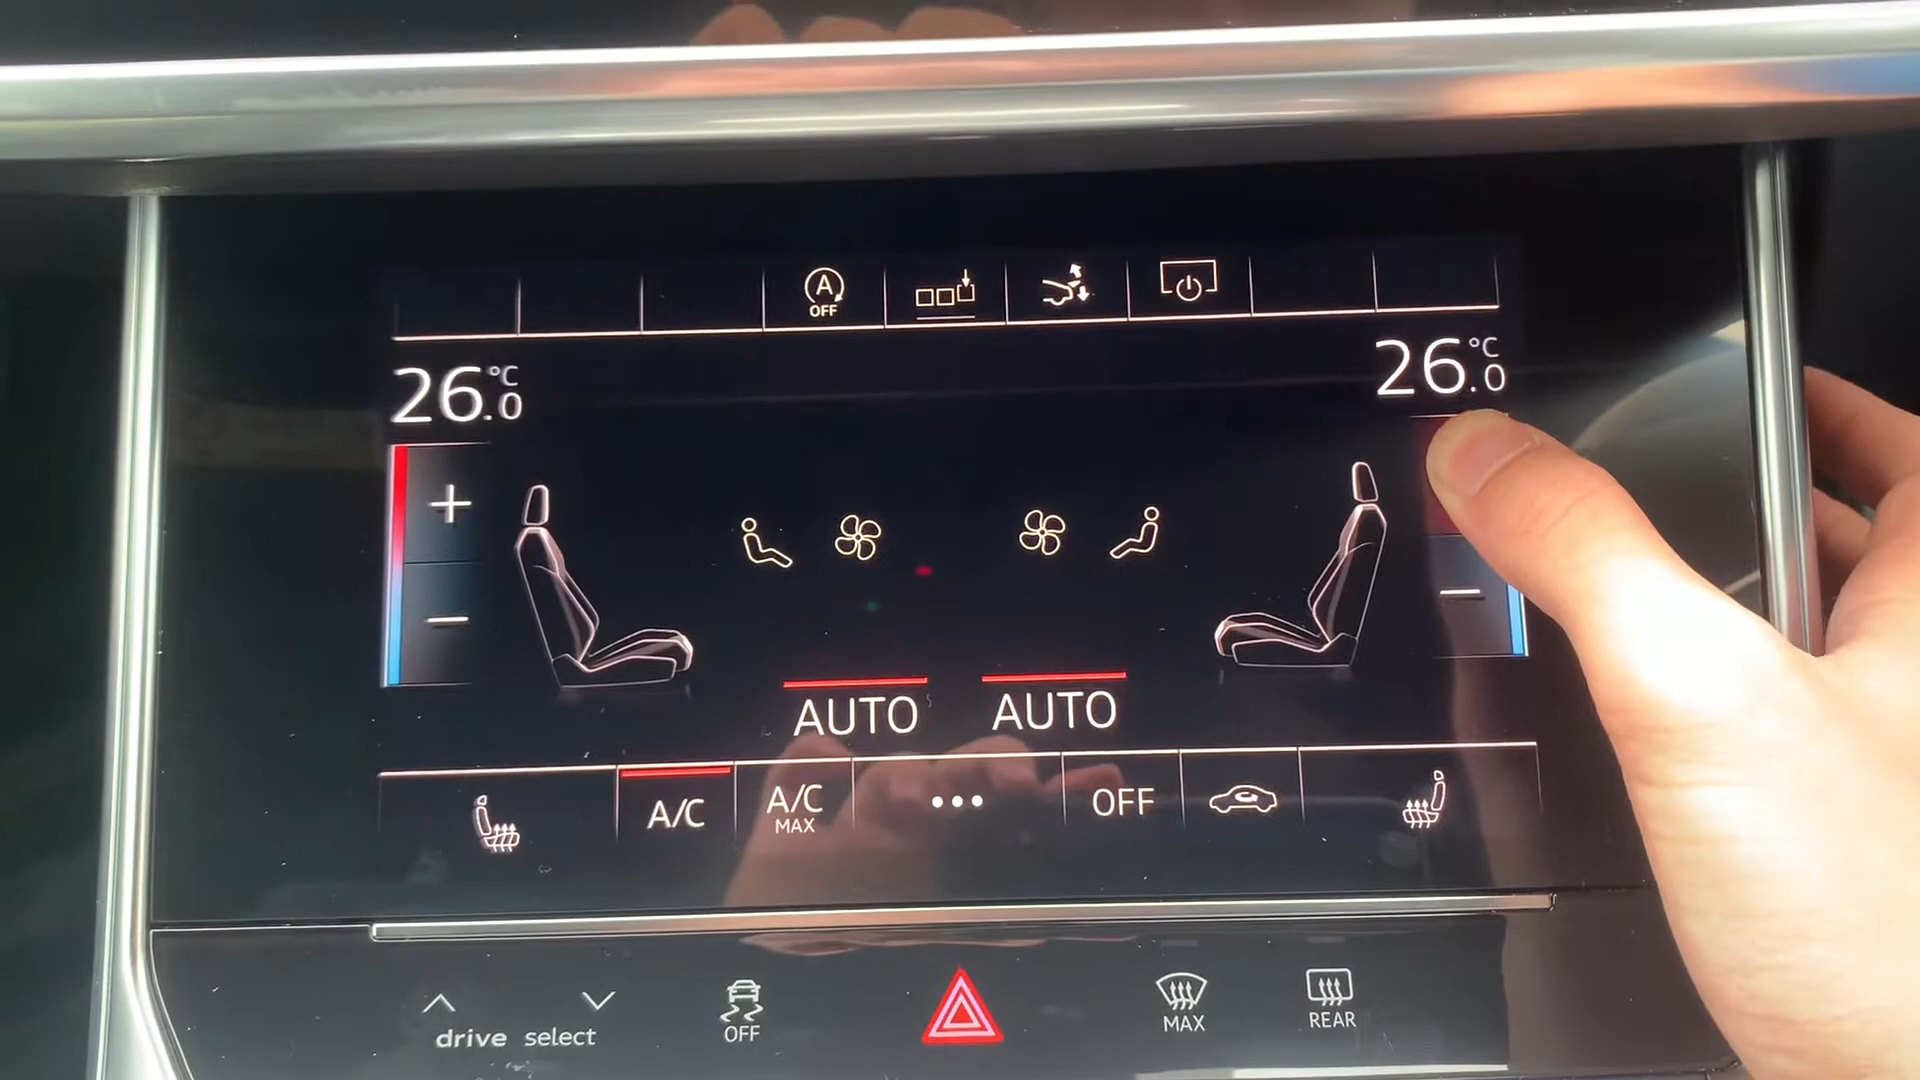 A
OFF
26.0 °C
26.0 °C
+
−
−
AUTO
AUTO
A/C
A/C
MAX
OFF
drive select
OFF
MAX
REAR